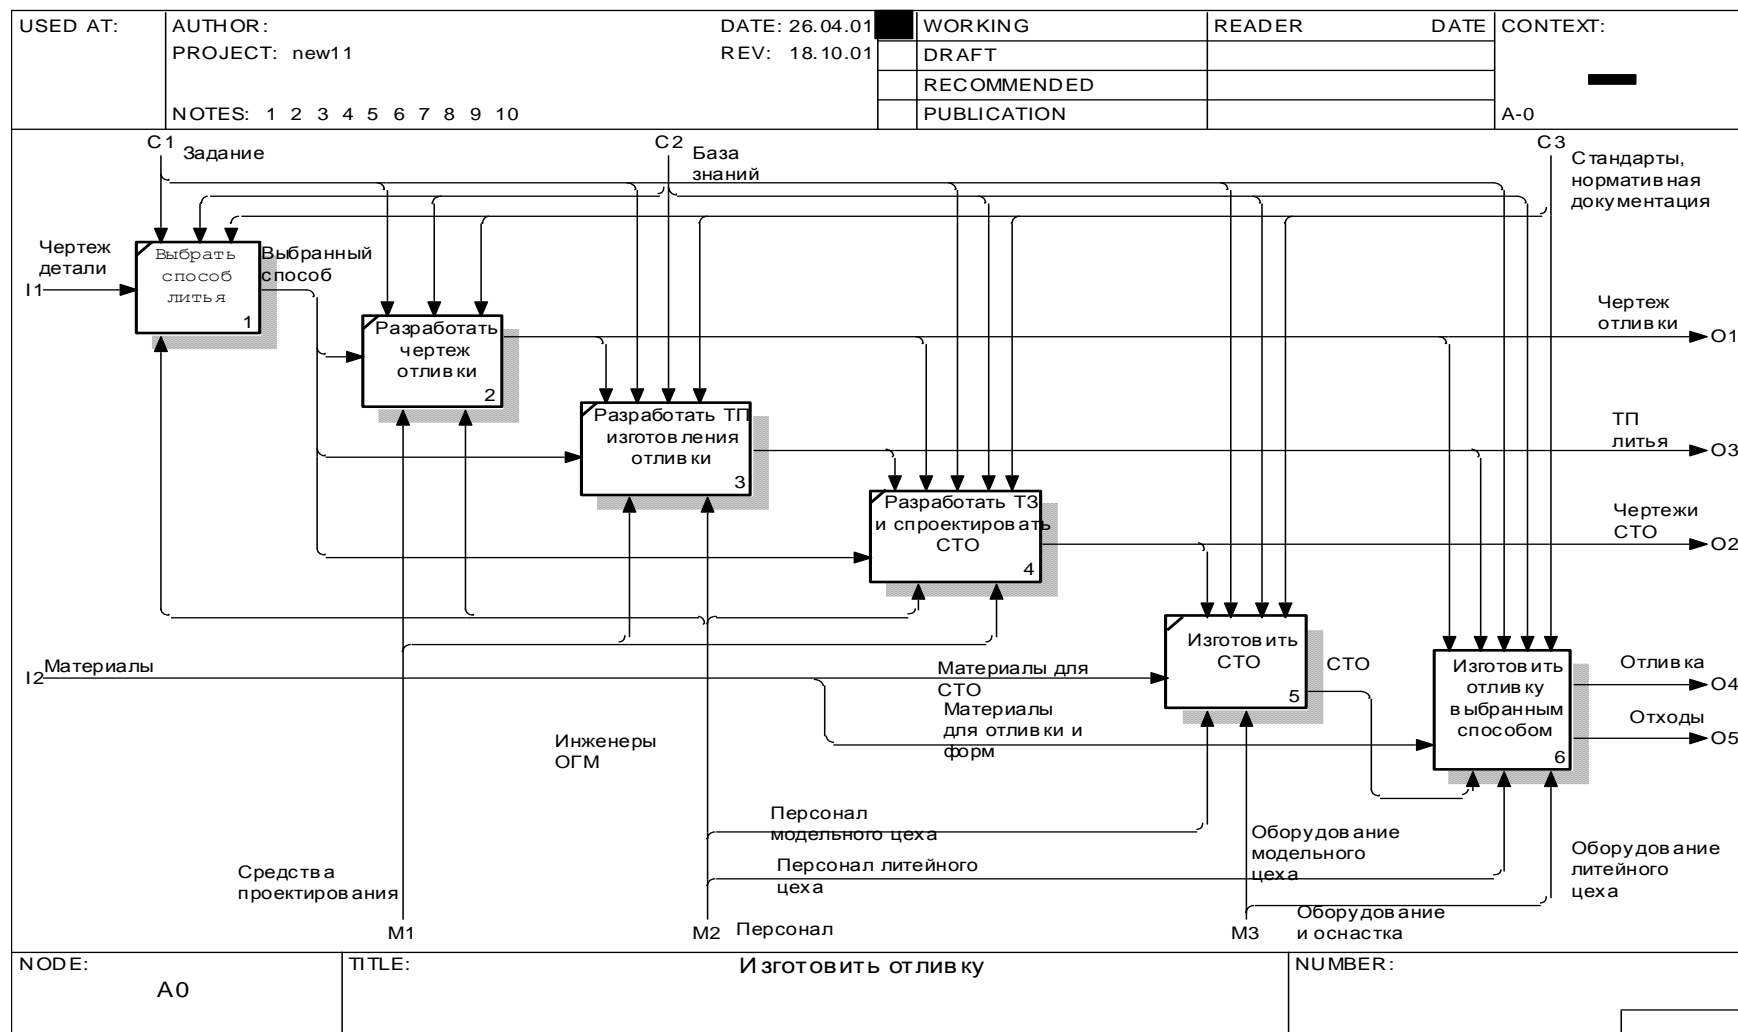 USED AT:
AUTHOR:
DATE: 26.04.01
PROJECT: new11
REV: 18.10.01
NOTES: 1 2 3 4 5 6 7 8 9 10
WORKING
DRAFT
RECOMMENDED
PUBLICATION
READER
DATE
CONTEXT:
A-0
C1
Задание
C2
База
знаний
C3
Стандарты,
нормативная
документация
Чертеж
детали
I1
Выбрать
способ
литья
1
Выбранный
способ
Разработать
чертеж
отливки
2
Чертеж
отливки
O1
Разработать ТП
изготовления
отливки
3
ТП
литья
O3
Разработать ТЗ
и спроектировать
СТО
4
Чертежи
СТО
O2
I2
Материалы
Материалы для
СТО
Материалы
для отливки и
форм
Изготовить
СТО
5
СТО
Изготовить
отливку
выбранным
способом
6
Отливка
O4
Отходы
O5
Инженеры
ОГМ
Персонал
модельного цеха
Персонал литейного
цеха
Оборудование
модельного
цеха
Оборудование
литейного
цеха
Средства
проектирования
M1
M2
Персонал
M3
Оборудование
и оснастка
NODE:
A0
TITLE:
Изготовить отливку
NUMBER: